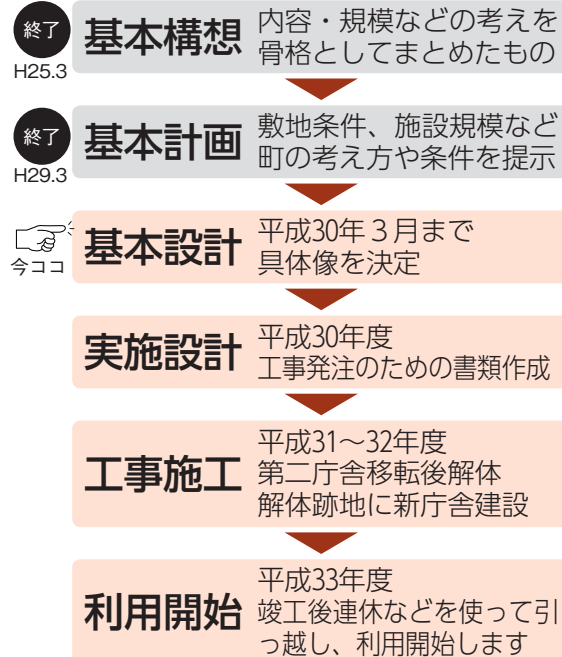 終了
H25.3
基本構想
内容・規模などの考えを
骨格としてまとめたもの
終了
H29.3
基本計画
敷地条件、施設規模など
町の考え方や条件を提示
今ココ
基本設計
平成30年３月まで
具体像を決定
実施設計
平成30年度
工事発注のための書類作成
工事施工
平成31～32年度
第二庁舎移転後解体
解体跡地に新庁舎建設
利用開始
平成33年度
竣工後連休などを使って引
っ越し、利用開始します